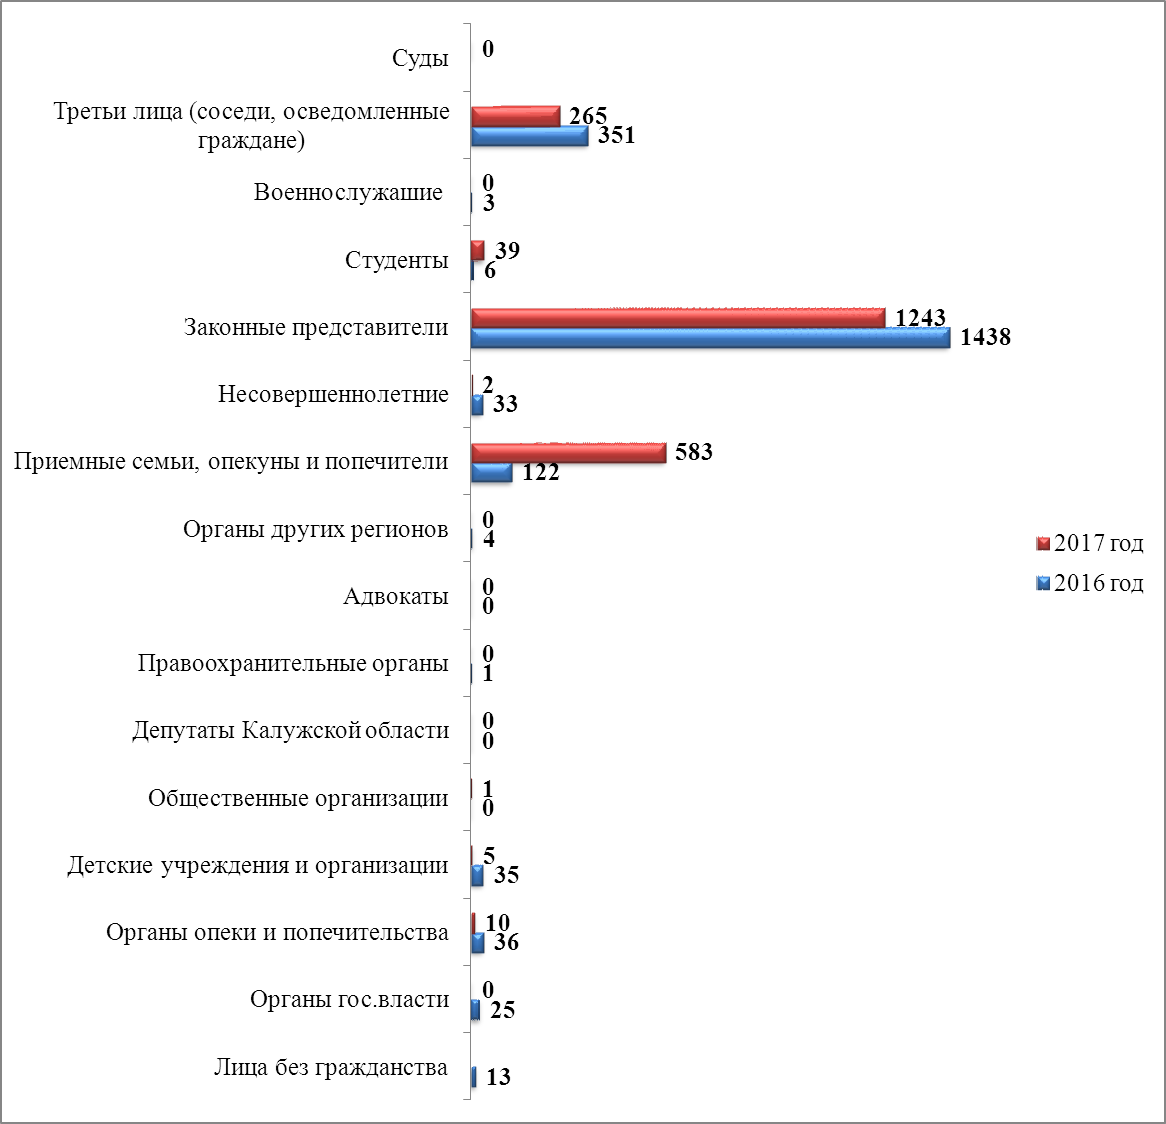 Суды
0
Третьи лица (соседи, осведомленные
граждане)
265
351
Военнослужашие
0
3
Студенты
39
6
Законные представители
1243
1438
Несовершеннолетние
2
33
Приемные семьи, опекуны и попечители
583
122
Органы других регионов
0
4
Адвокаты
0
0
Правоохранительные органы
0
1
Депутаты Калужской области
0
0
Общественные организации
1
0
Детские учреждения и организации
5
35
Органы опеки и попечительства
10
36
Органы гос.власти
0
25
Лица без гражданства
13
2017 год
2016 год